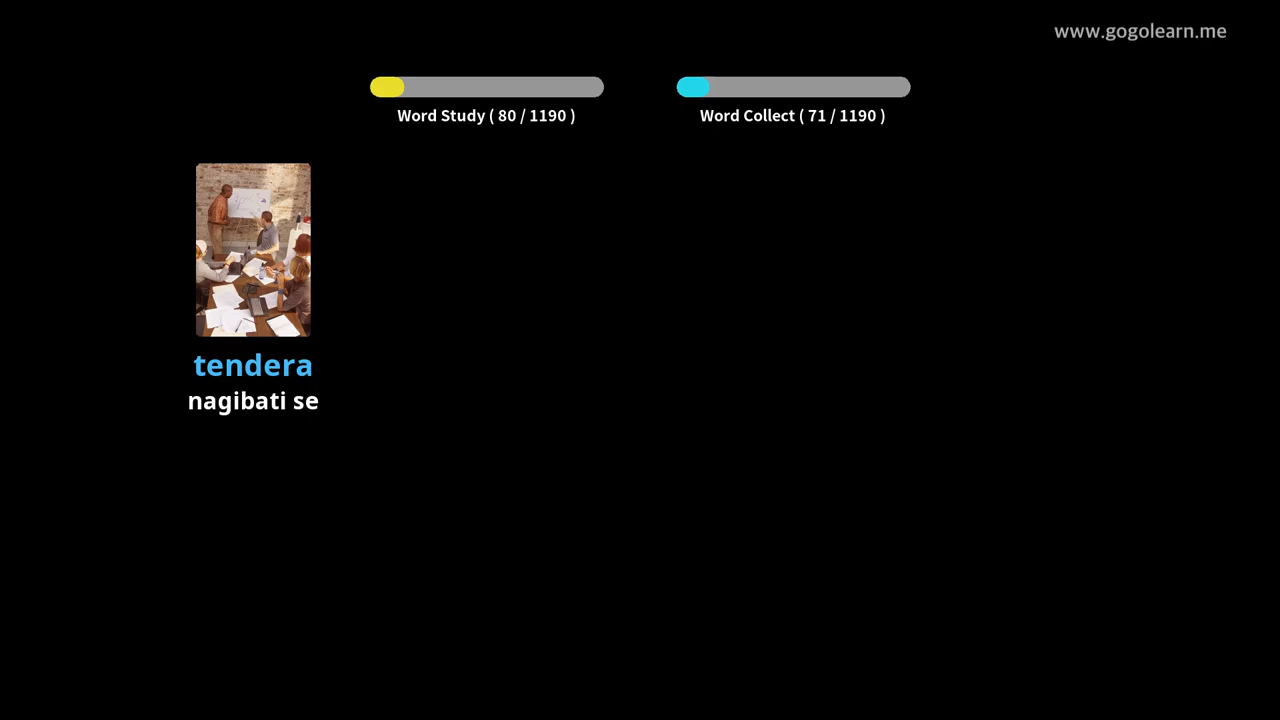 www.gogolearn.me
Word Study ( 80 / 1190 )
Word Collect ( 71 / 1190 )
tendera
nagibati se